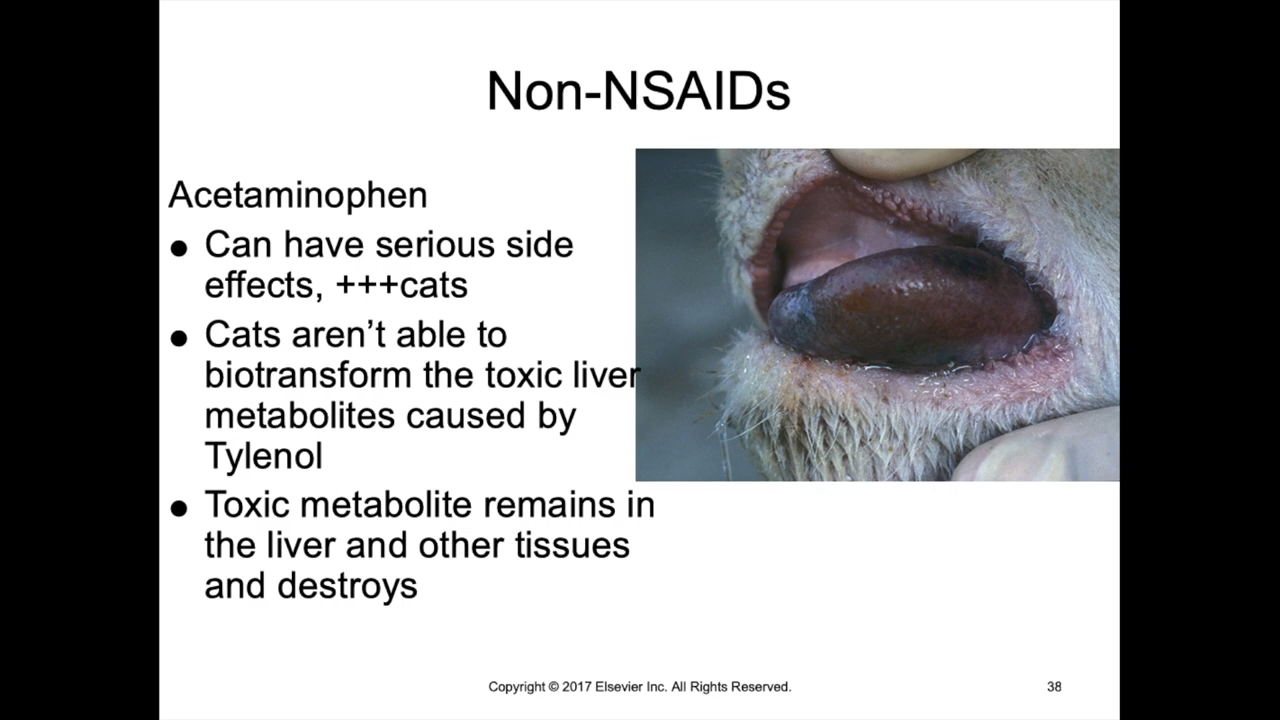 Non-NSAIDs
Acetaminophen
● Can have serious side
effects, +++cats
● Cats aren’t able to
biotransform the toxic liver
metabolites caused by
Tylenol
● Toxic metabolite remains in
the liver and other tissues
and destroys
Copyright © 2017 Elsevier Inc. All Rights Reserved.
38